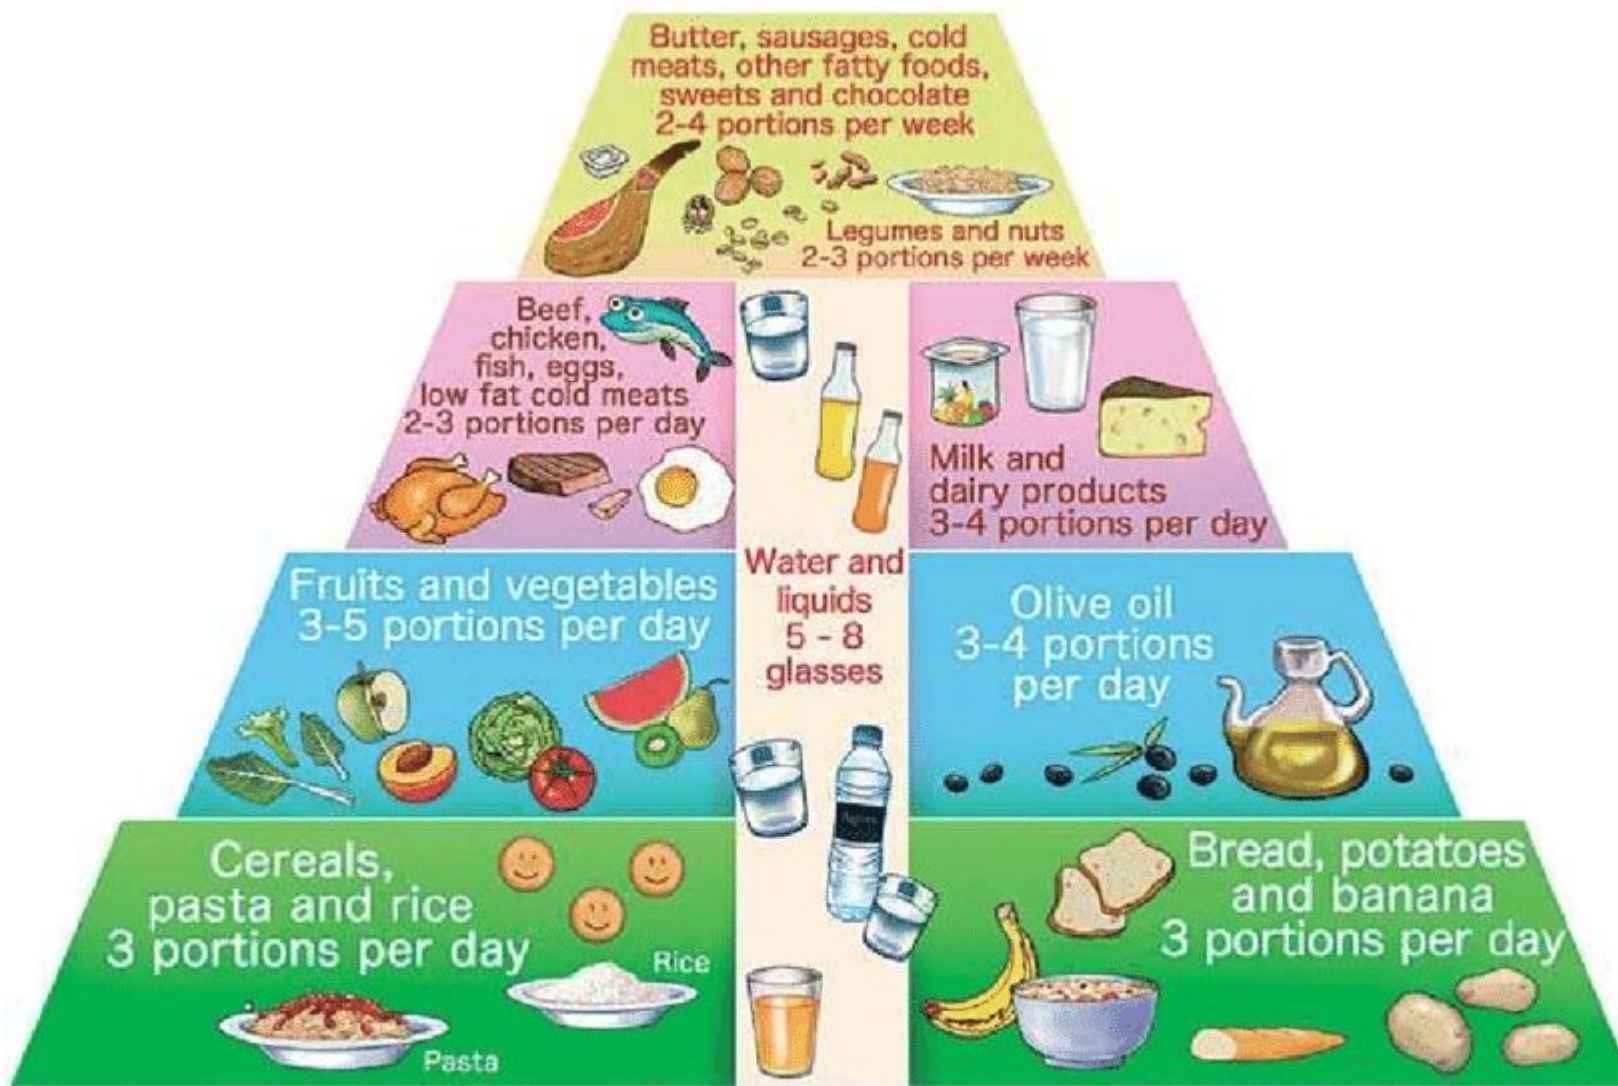 Butter, sausages, cold
meats, other fatty foods,
sweets and chocolate
2-4 portions per week
Legumes and nuts
2-3 portions per week
Beef,
chicken,
fish, eggs,
low fat cold meats
2-3 portions per day
Milk and
dairy products
3-4 portions per day
Water and
liquids
5 - 8
glasses
Fruits and vegetables
3-5 portions per day
Olive oil
3-4 portions
per day
Cereals,
pasta and rice
3 portions per day
Rice
Pasta
Bread, potatoes
and banana
3 portions per day